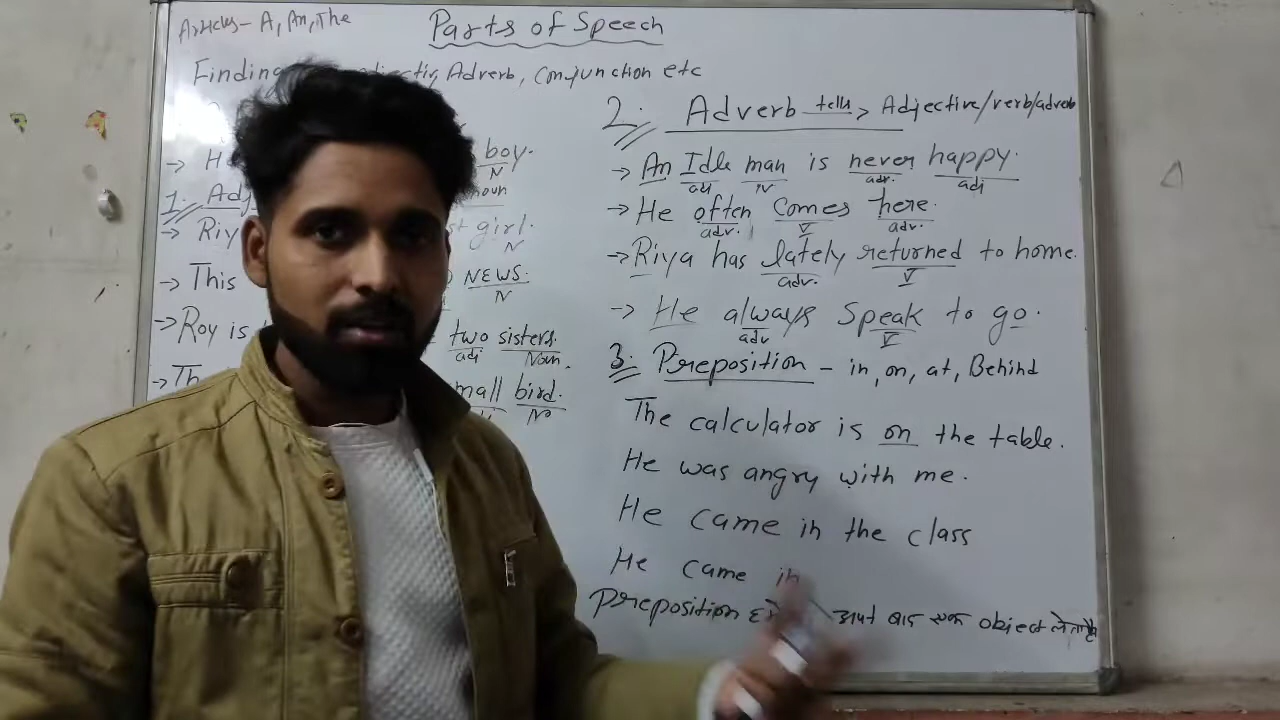 Articles - A, An, The
Parts of Speech
Finding Adverb, Conjunction etc
→ H boy.
N
noun
1. Adj
→ Riy st girl.
N
→ This NEWS.
N
→ Roy is two sisters.
adj Noun.
→ Th mall bird.
N
2. Adverb tells > Adjective/verb/adverb
→ An Idle man is never happy.
adj N adv. adj
→ He often comes here.
adv. V adv.
→ Riya has lately returned to home.
adv. V
→ He always speak to go.
adv V
3. Preposition - in, on, at, Behind
The calculator is on the table.
He was angry with me.
He came in the class
He came in
Preposition बाद एक object लेता है